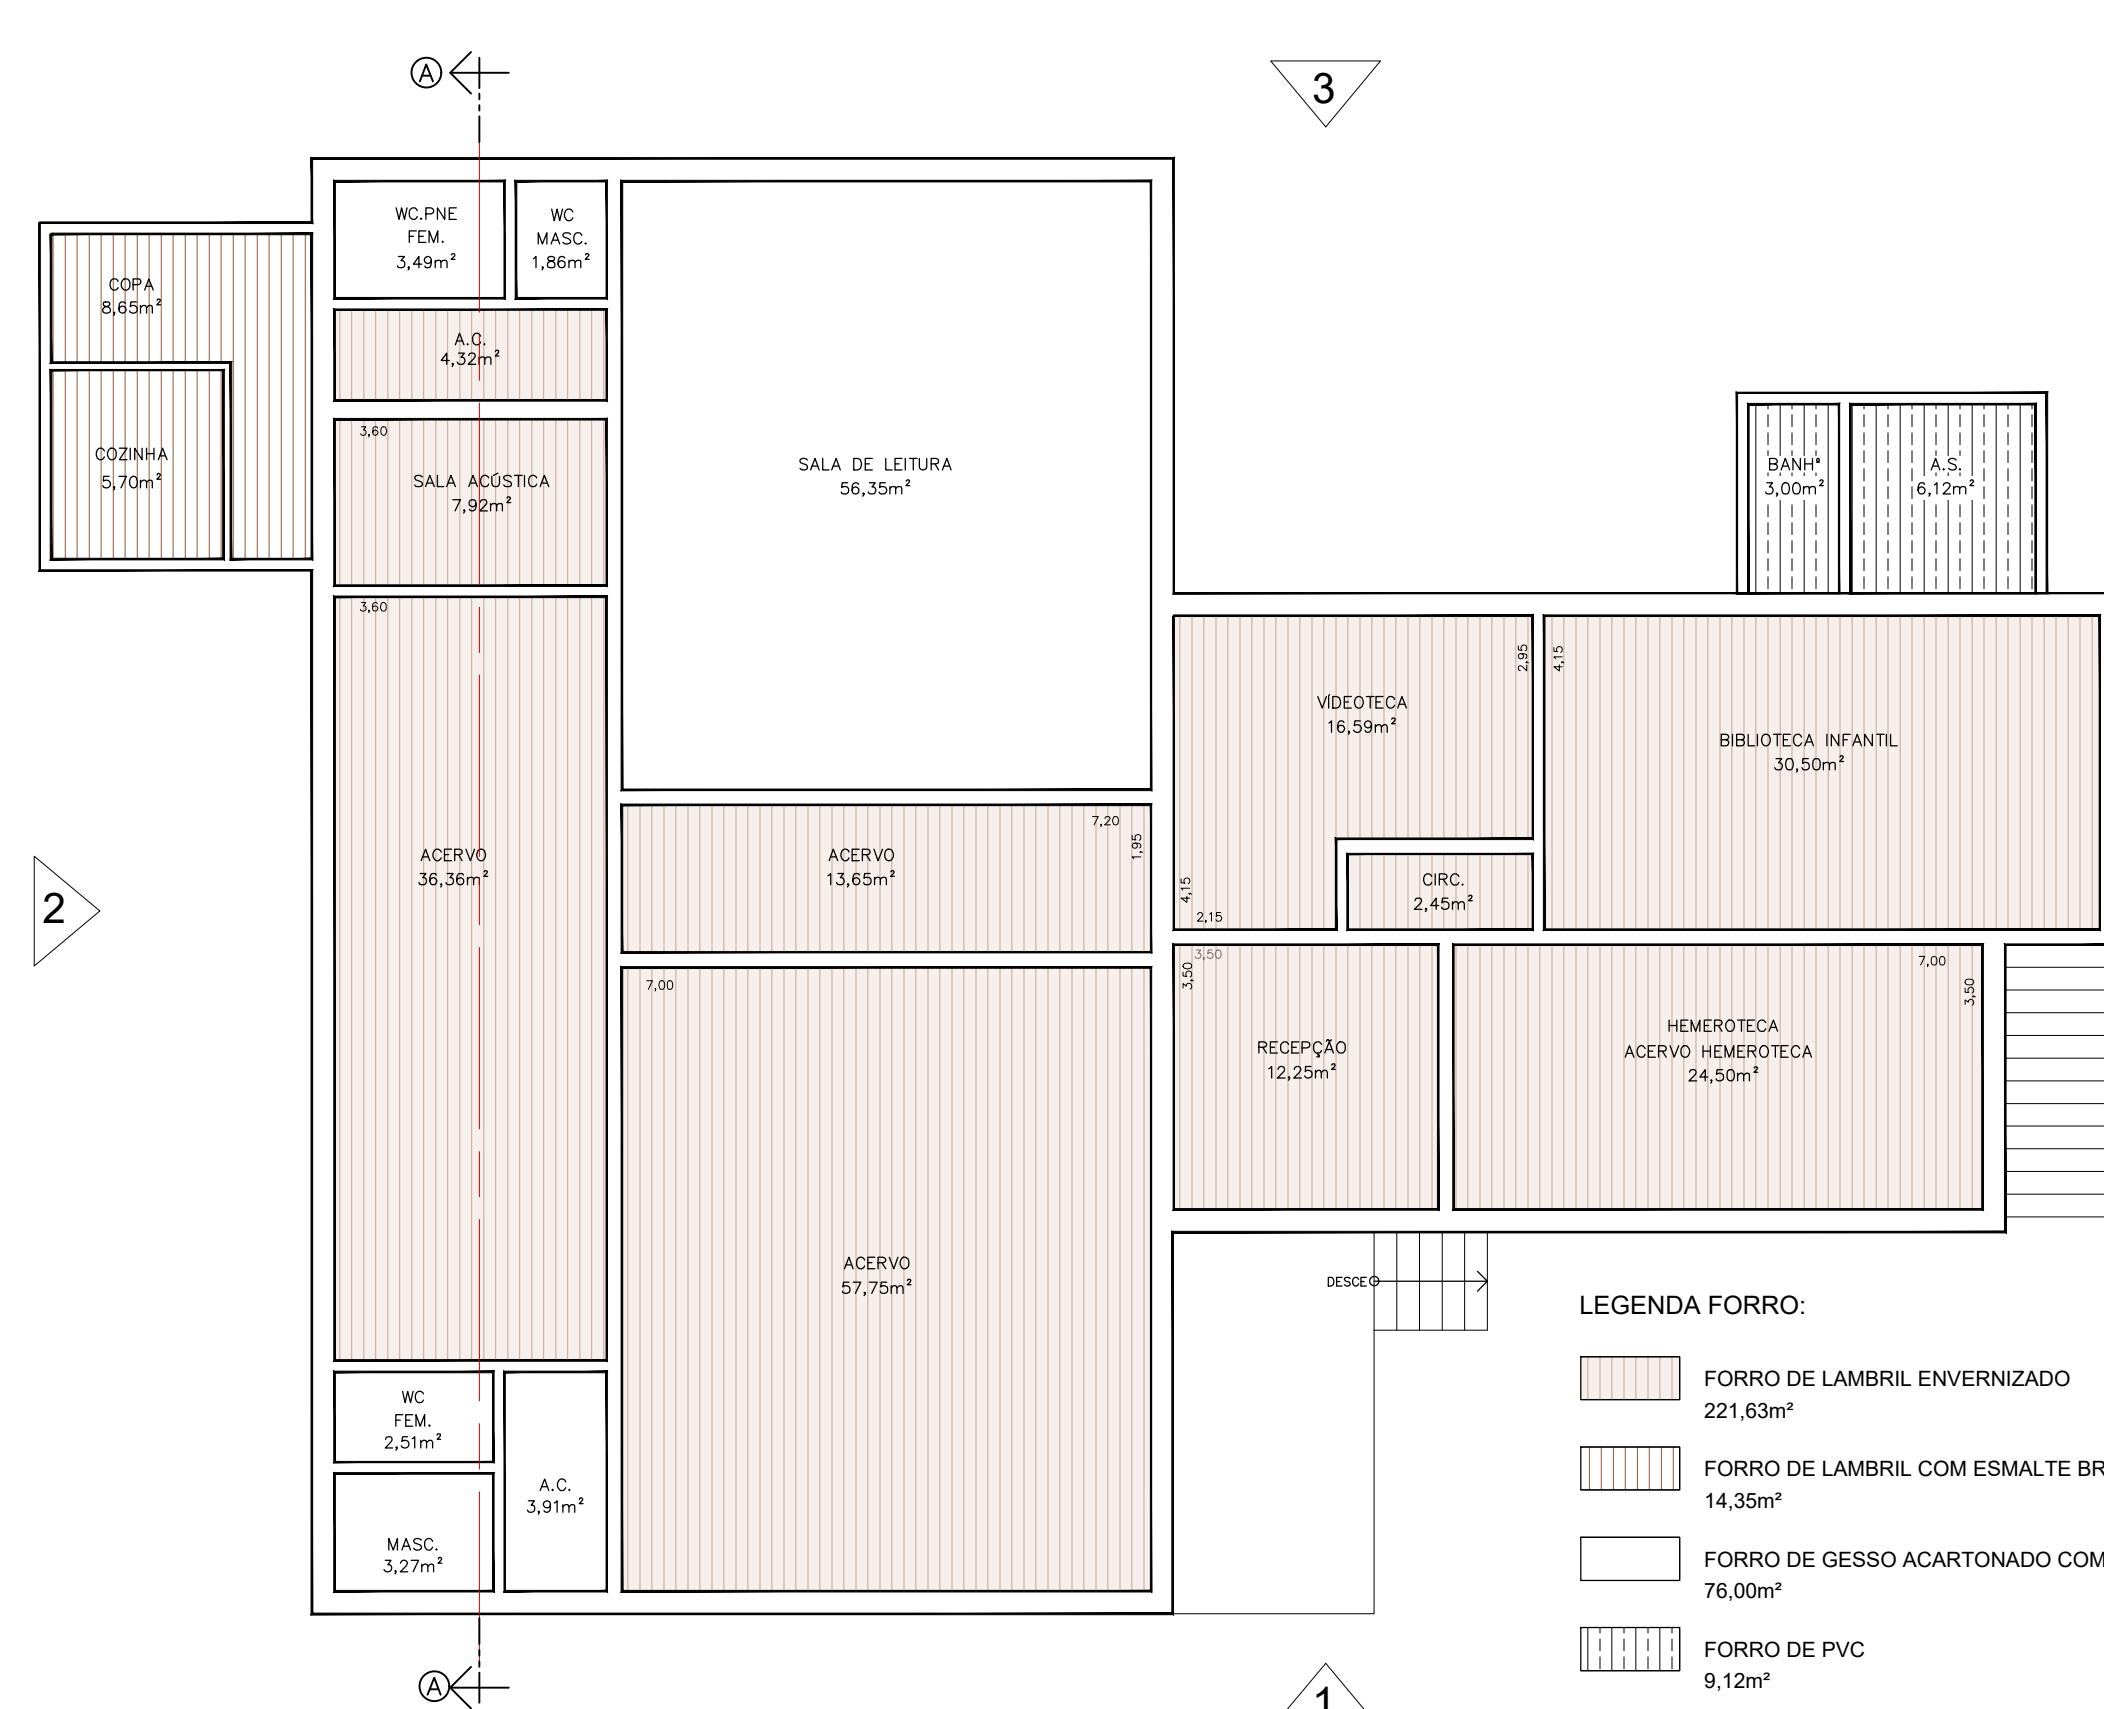 A
3
WC.PNE
FEM.
3,49m²
WC
MASC.
1,86m²
COPA
8,65m²
A.C.
4,32m²
COZINHA
5,70m²
3,60
SALA ACÚSTICA
7,92m²
SALA DE LEITURA
56,35m²
BANHº
3,00m²
A.S.
6,12m²
3,60
2,95
4,15
VÍDEOTECA
16,59m²
BIBLIOTECA INFANTIL
30,50m²
7,20
1,95
ACERVO
36,36m²
ACERVO
13,65m²
CIRC.
2,45m²
4,15
2,15
2
3,50
3,50
7,00
3,50
7,00
HEMEROTECA
ACERVO HEMEROTECA
24,50m²
RECEPÇÃO
12,25m²
ACERVO
57,75m²
DESCE
LEGENDA FORRO:
FORRO DE LAMBRIL ENVERNIZADO
221,63m²
WC
FEM.
2,51m²
FORRO DE LAMBRIL COM ESMALTE BR
14,35m²
A.C.
3,91m²
MASC.
3,27m²
FORRO DE GESSO ACARTONADO COM
76,00m²
FORRO DE PVC
9,12m²
A
1